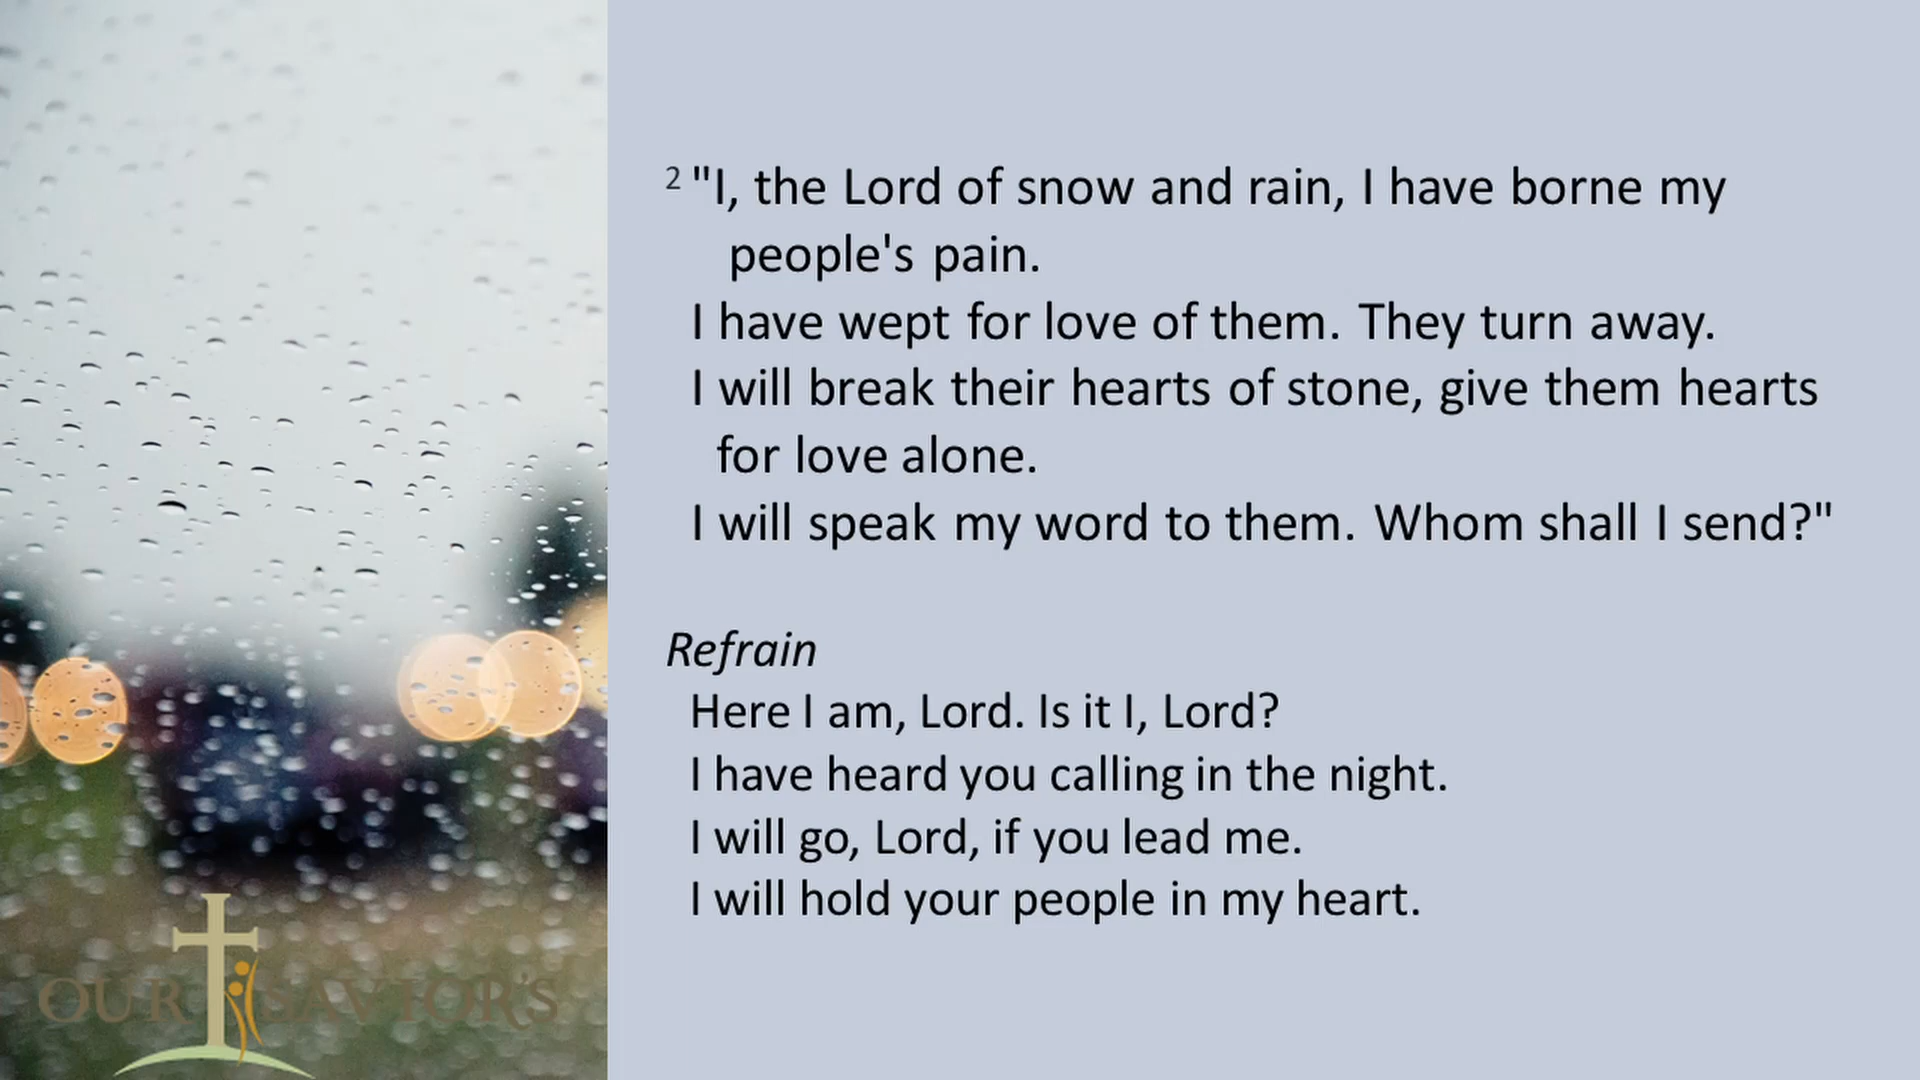 2 "I, the Lord of snow and rain, I have borne my
people's pain.
I have wept for love of them. They turn away.
I will break their hearts of stone, give them hearts
for love alone.
I will speak my word to them. Whom shall I send?"
Refrain
Here I am, Lord. Is it I, Lord?
I have heard you calling in the night.
I will go, Lord, if you lead me.
I will hold your people in my heart.
OUR SAVIOR'S